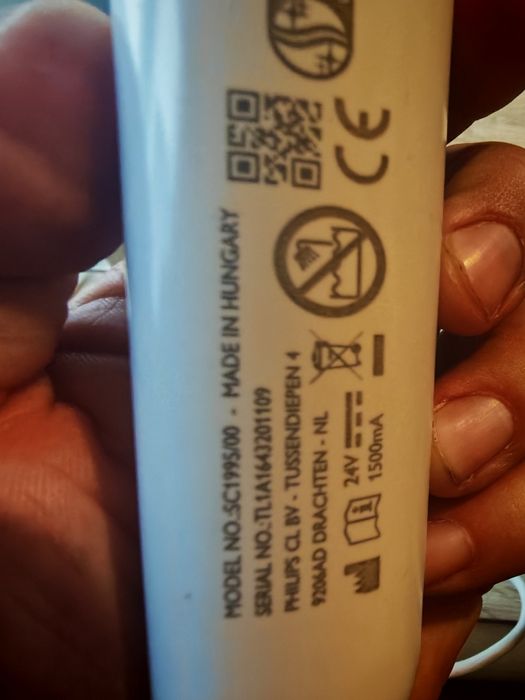 MODEL NO.:SC1995/00 - MADE IN HUNGARY
SERIAL NO.:TL1A1643201109
PHILIPS CL BV - TUSSENDIEPEN 4
9206AD DRACHTEN - NL
24V
1500mA
CE